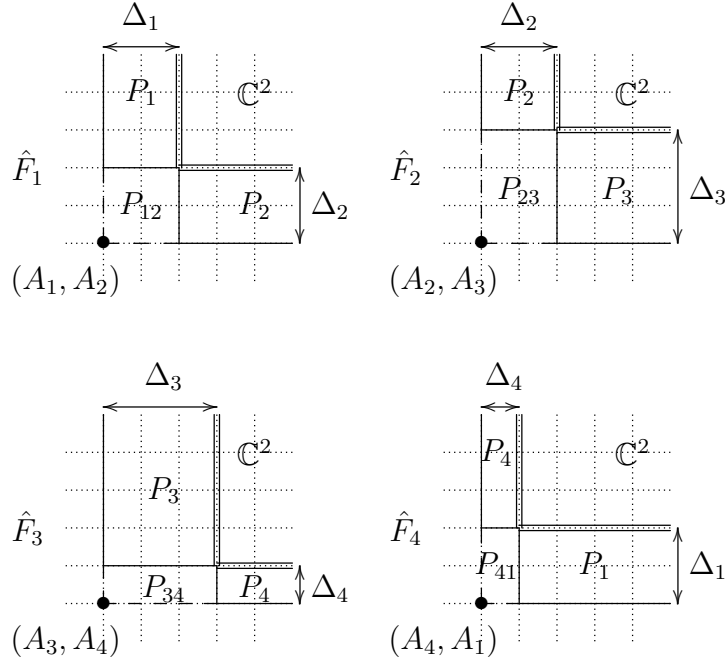 Δ₁ Δ₂
P₁ ℂ² P₂ ℂ²
F̂₁ F̂₂
P₁₂ P₂ Δ₂ P₂₃ P₃ Δ₃
(A₁, A₂) (A₂, A₃)
Δ₃ Δ₄
ℂ² P₄ ℂ²
P₃
F̂₃ F̂₄
P₃₄ P₄ Δ₄ P₄₁ P₁ Δ₁
(A₃, A₄) (A₄, A₁)